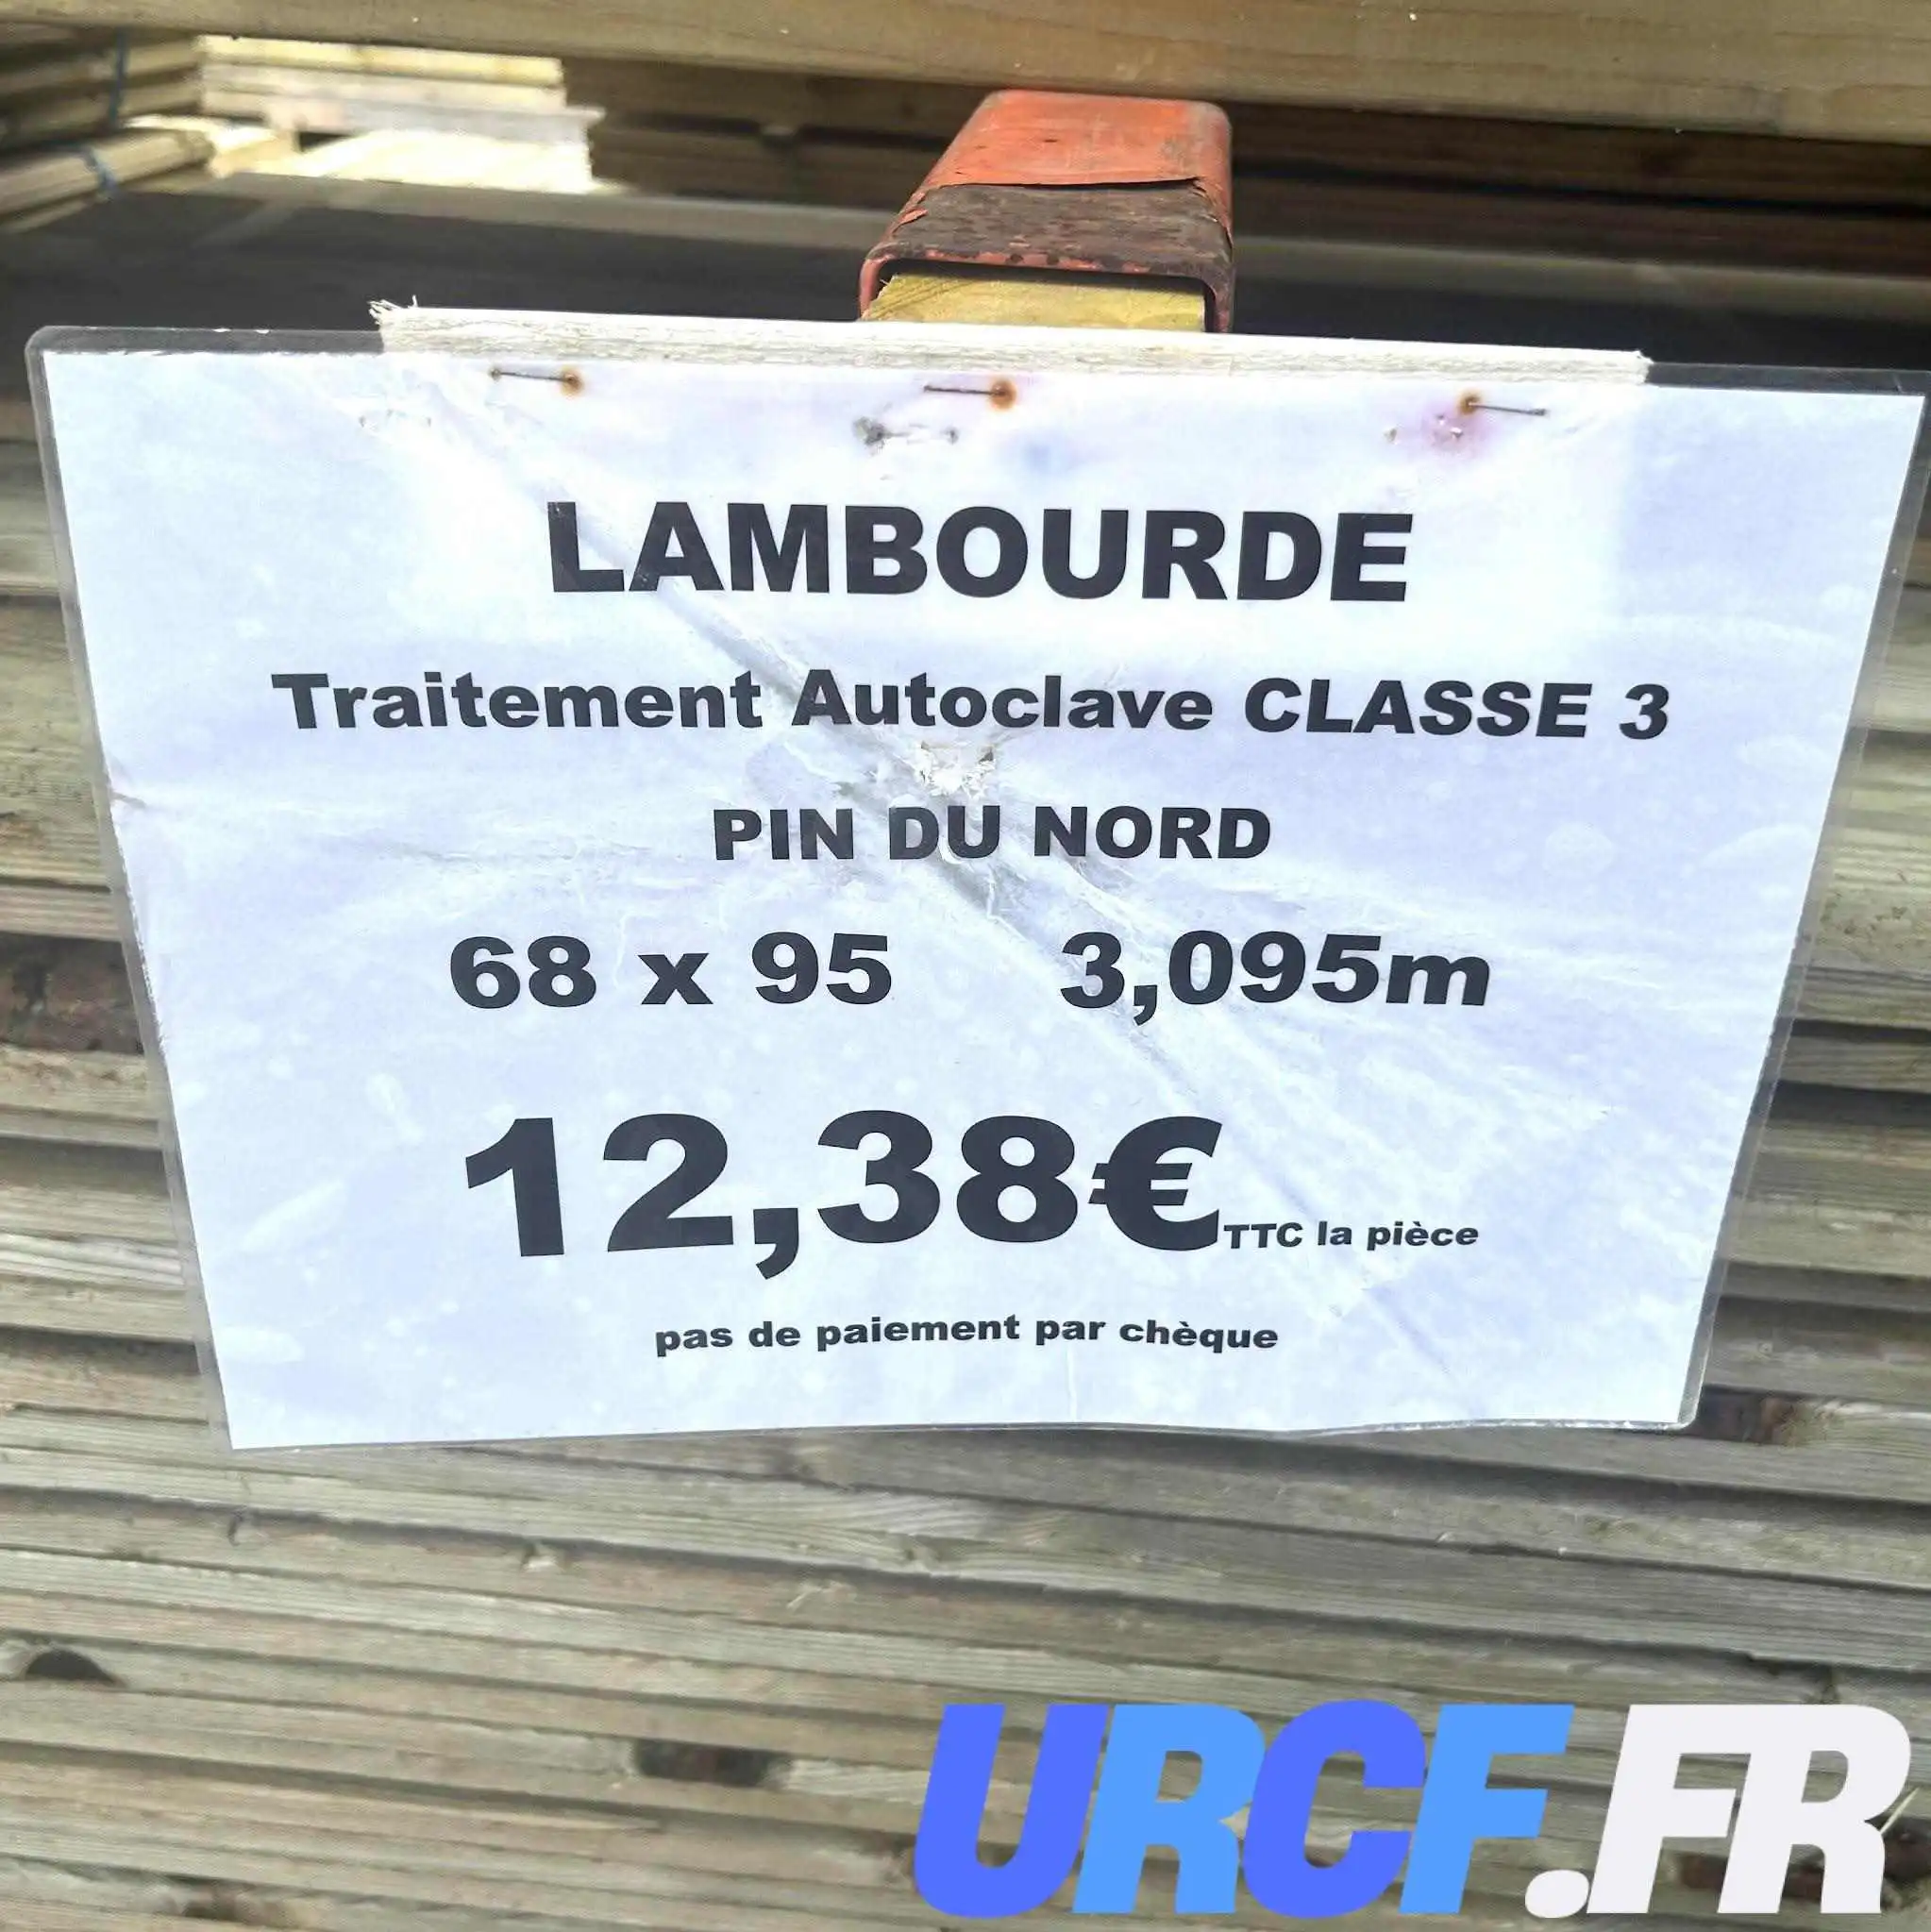 LAMBOURDE
Traitement Autoclave CLASSE 3
PIN DU NORD
68 x 95 3,095m
12,38€ TTC la pièce
pas de paiement par chèque
URCF.FR